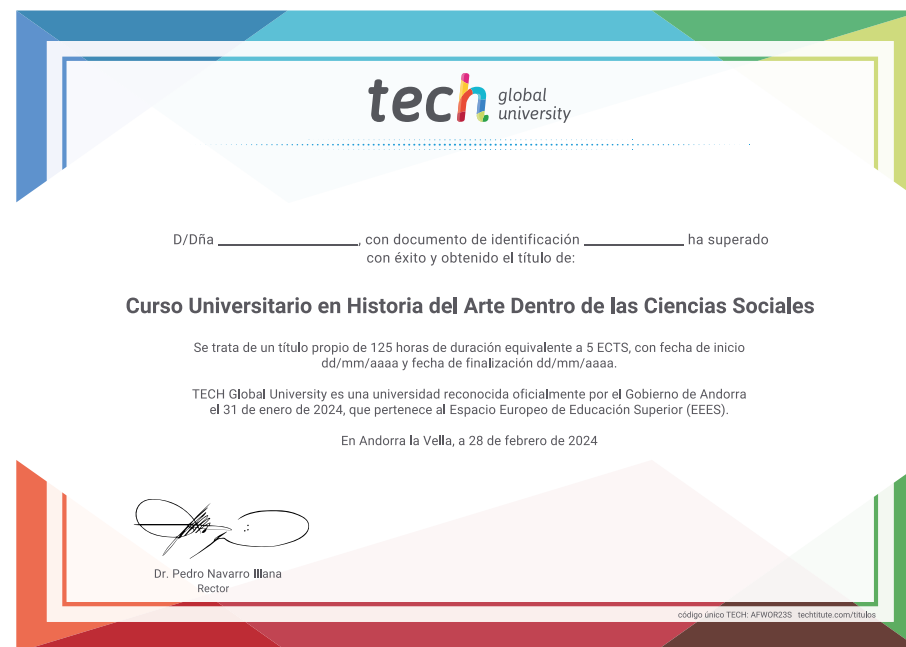 tech global university
D/Dña ______________, con documento de identificación __________ ha superado
con éxito y obtenido el título de:
Curso Universitario en Historia del Arte Dentro de las Ciencias Sociales
Se trata de un título propio de 125 horas de duración equivalente a 5 ECTS, con fecha de inicio
dd/mm/aaaa y fecha de finalización dd/mm/aaaa.
TECH Global University es una universidad reconocida oficialmente por el Gobierno de Andorra
el 31 de enero de 2024, que pertenece al Espacio Europeo de Educación Superior (EEES).
En Andorra la Vella, a 28 de febrero de 2024
Dr. Pedro Navarro Illana
Rector
código único TECH: AFWOR23S techtitute.com/titulos